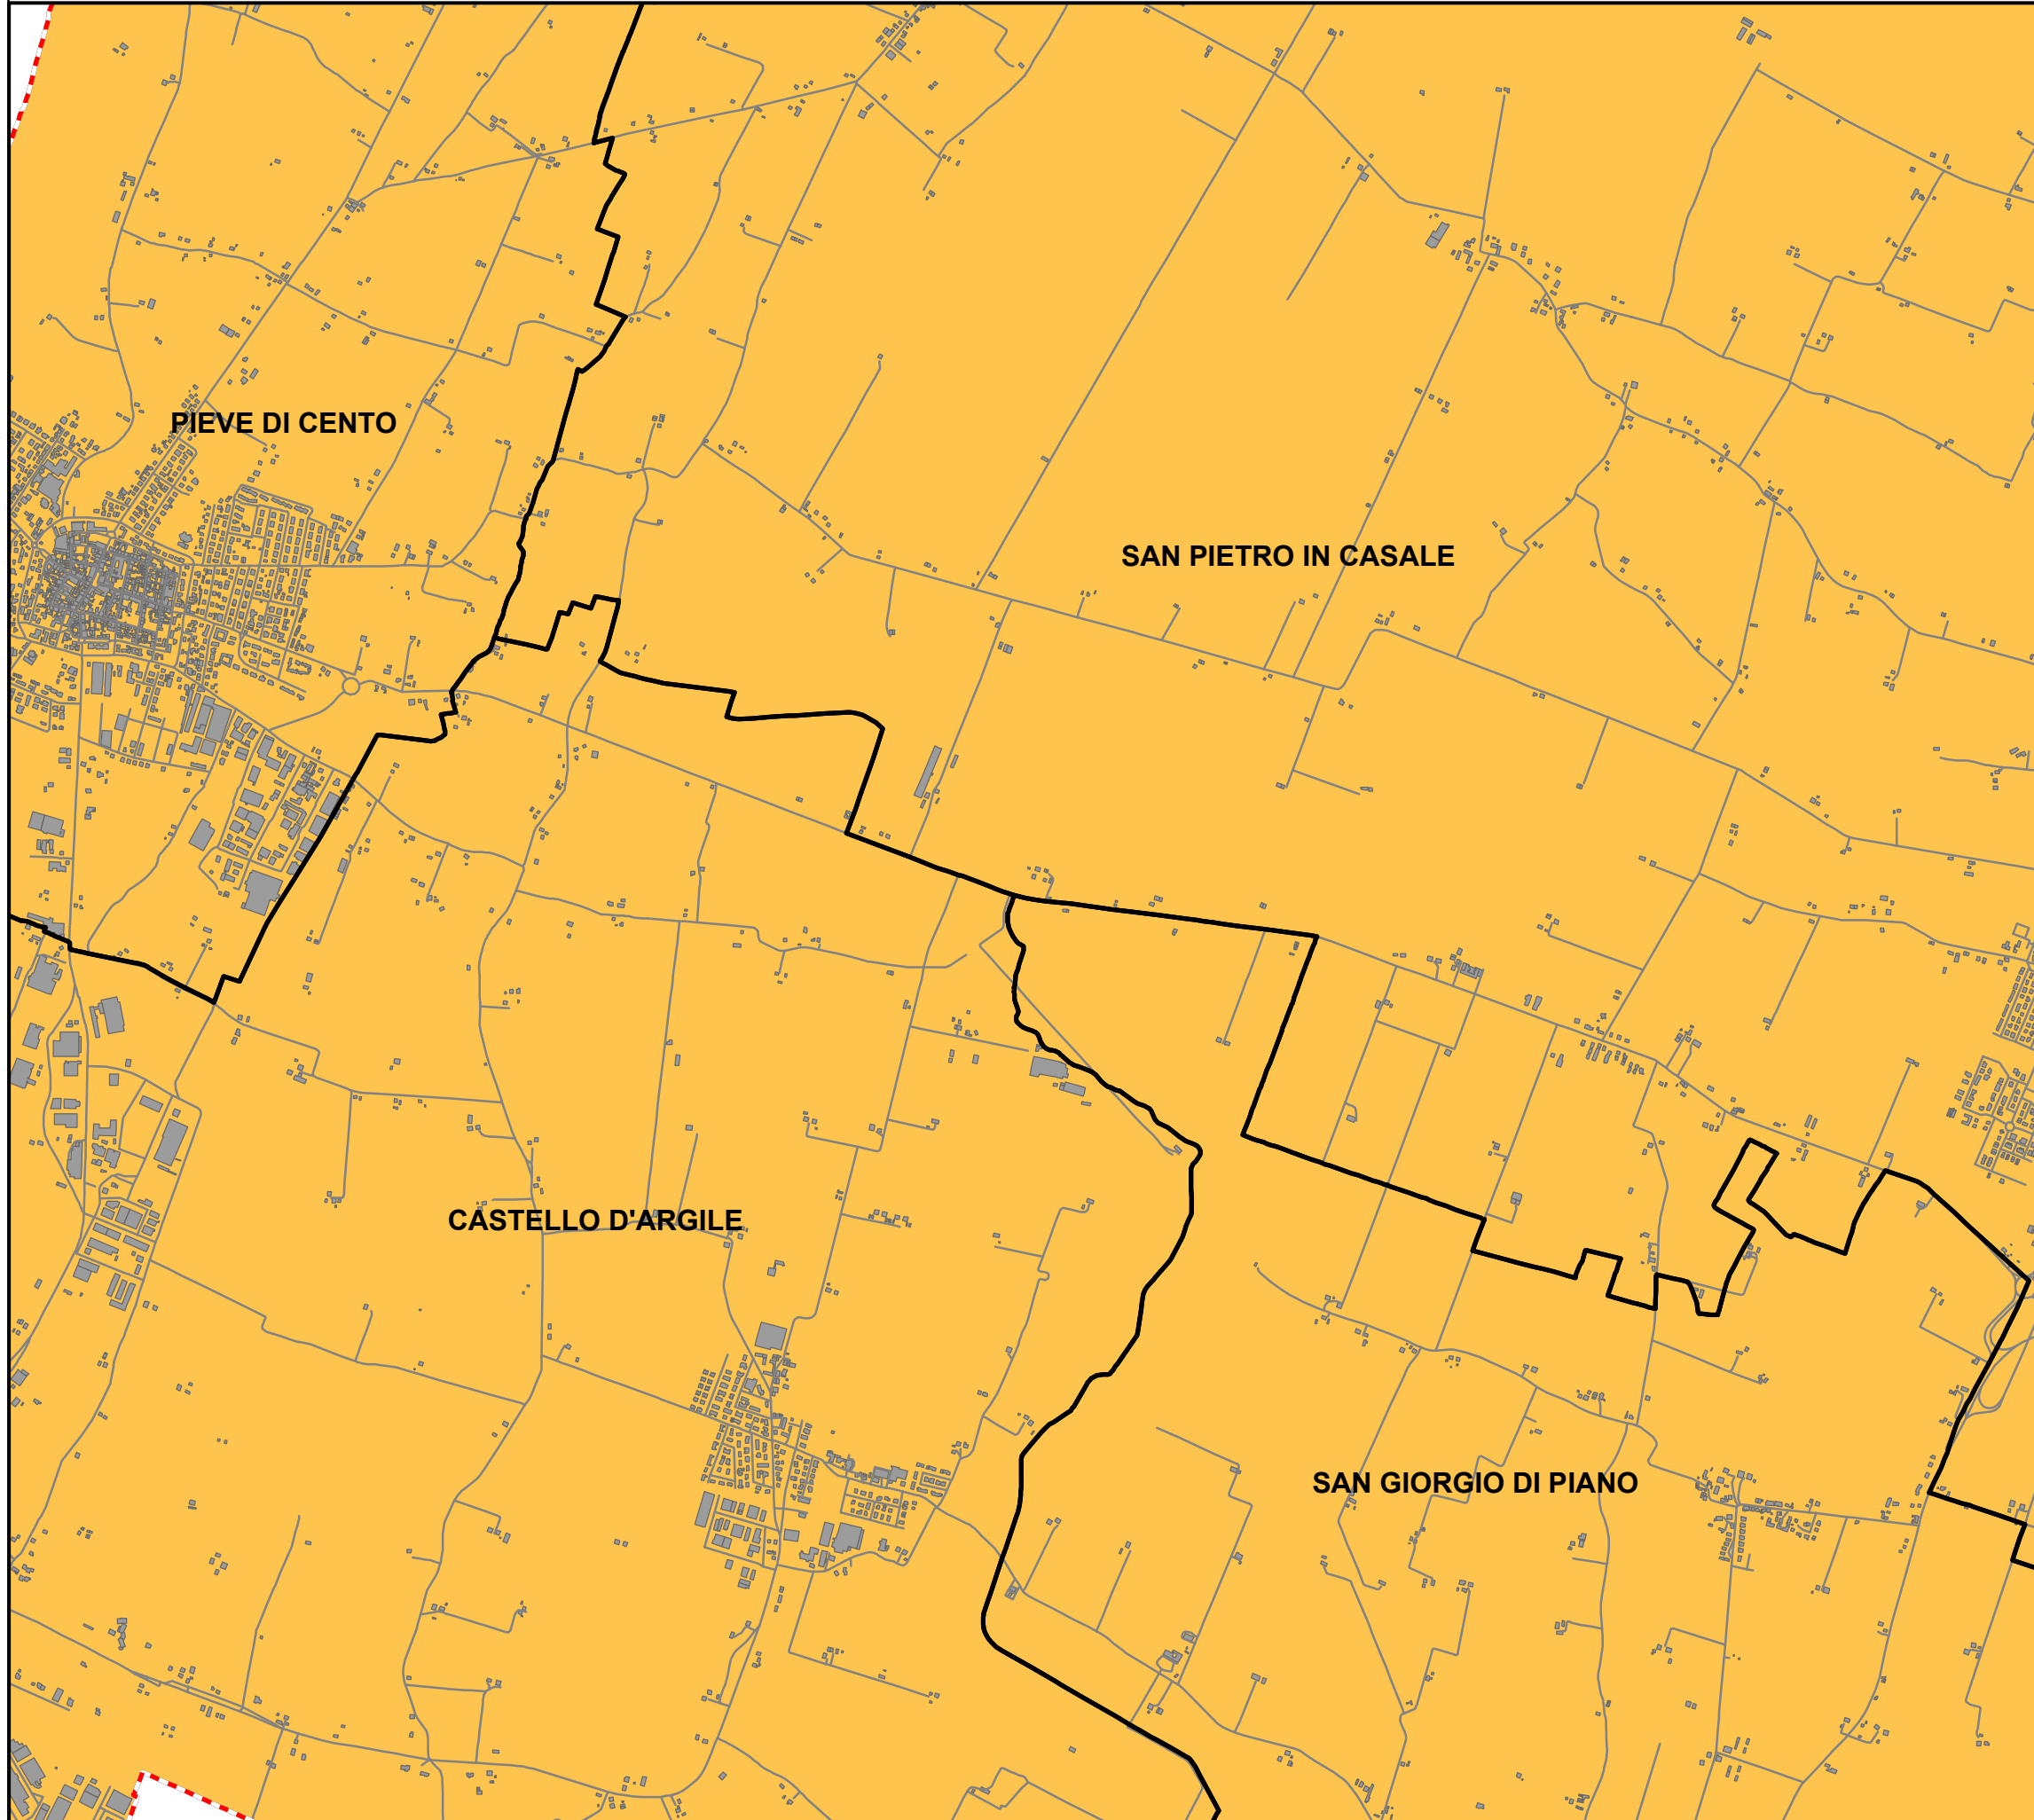 PIEVE DI CENTO
SAN PIETRO IN CASALE
CASTELLO D'ARGILE
SAN GIORGIO DI PIANO